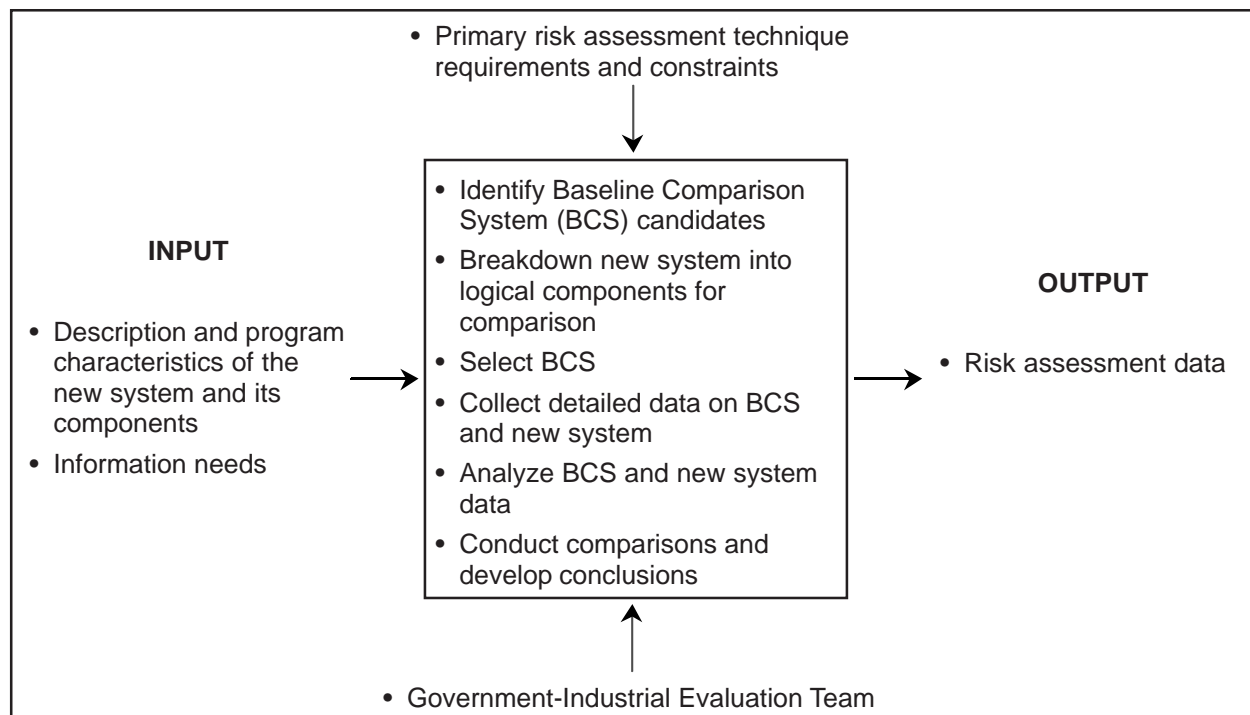 • Primary risk assessment technique
requirements and constraints
INPUT
• Description and program
characteristics of the
new system and its
components
• Information needs
• Identify Baseline Comparison
System (BCS) candidates
• Breakdown new system into
logical components for
comparison
• Select BCS
• Collect detailed data on BCS
and new system
• Analyze BCS and new system
data
• Conduct comparisons and
develop conclusions
OUTPUT
• Risk assessment data
• Government-Industrial Evaluation Team